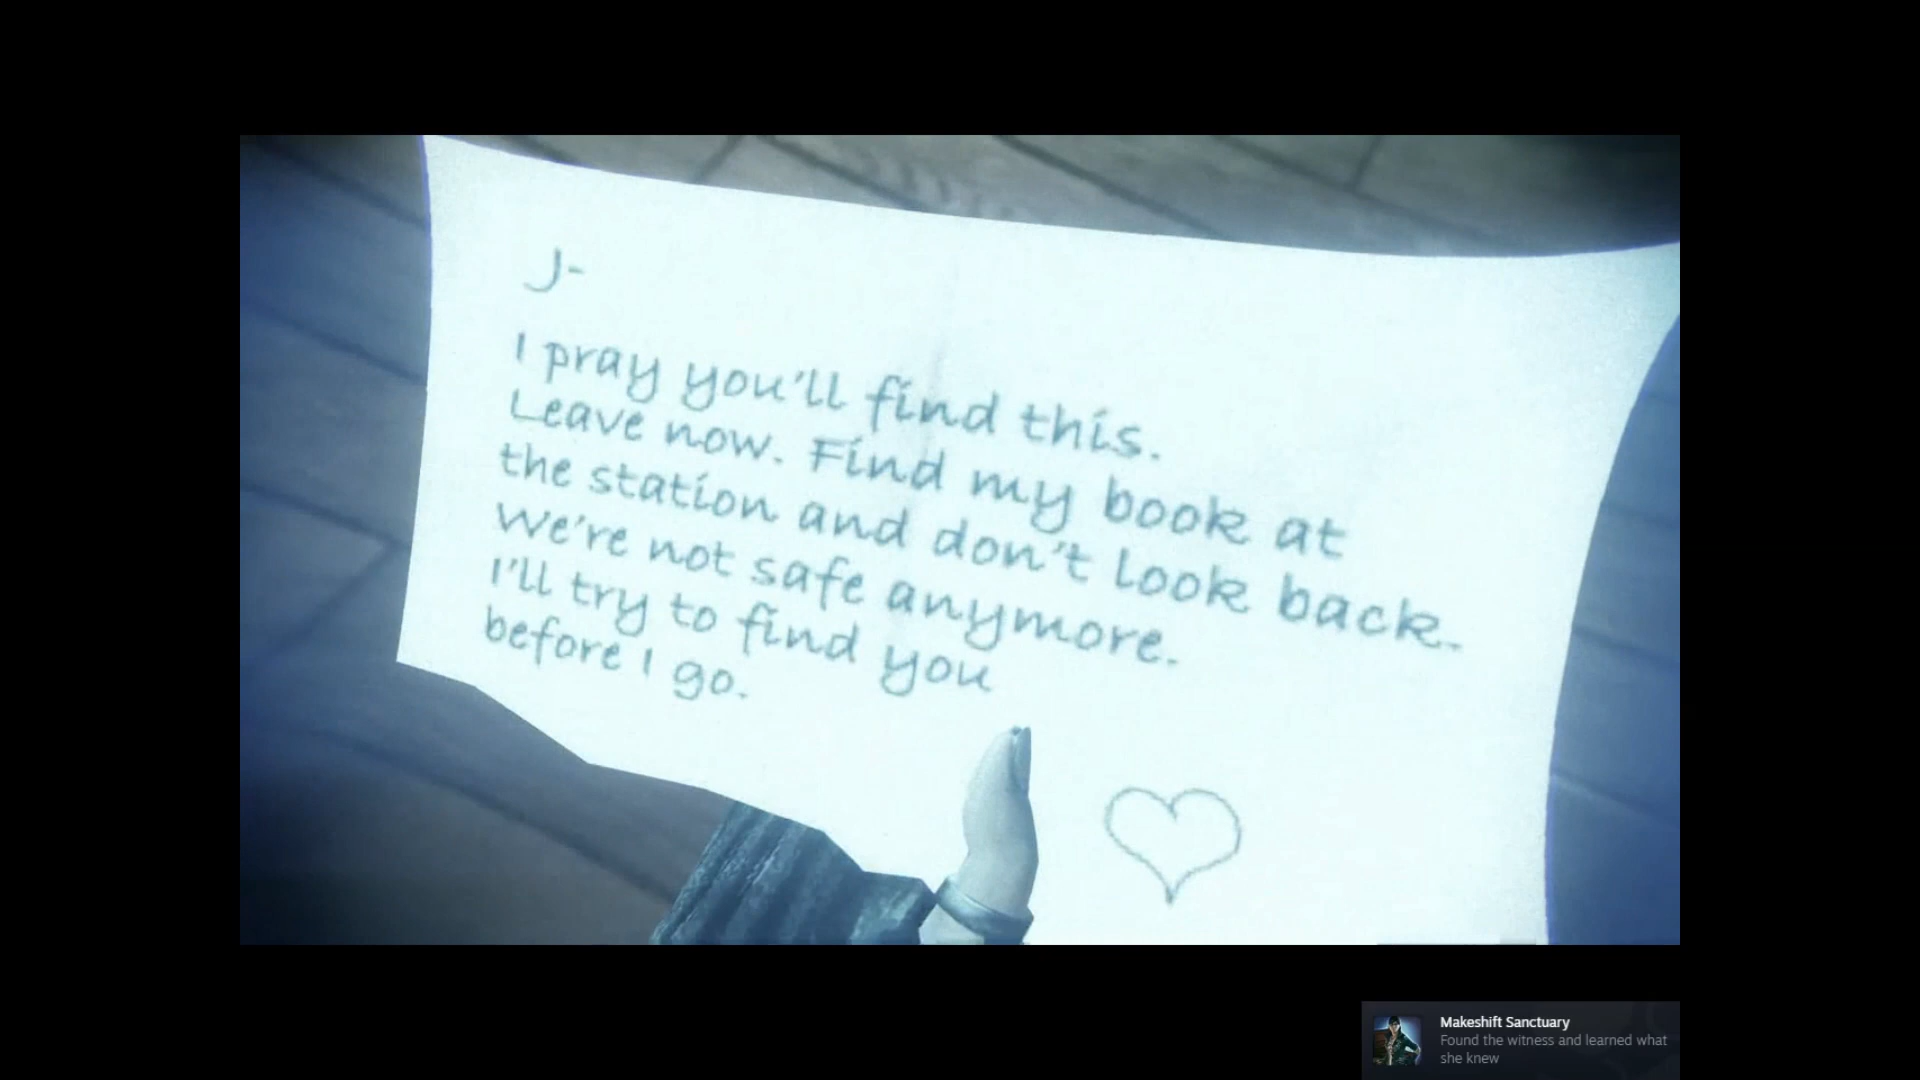 J-
I pray you'll find this.
Leave now. Find my book at
the station and don't look back.
We're not safe anymore.
I'll try to find you
before I go.
Makeshift Sanctuary
Found the witness and learned what
she knew